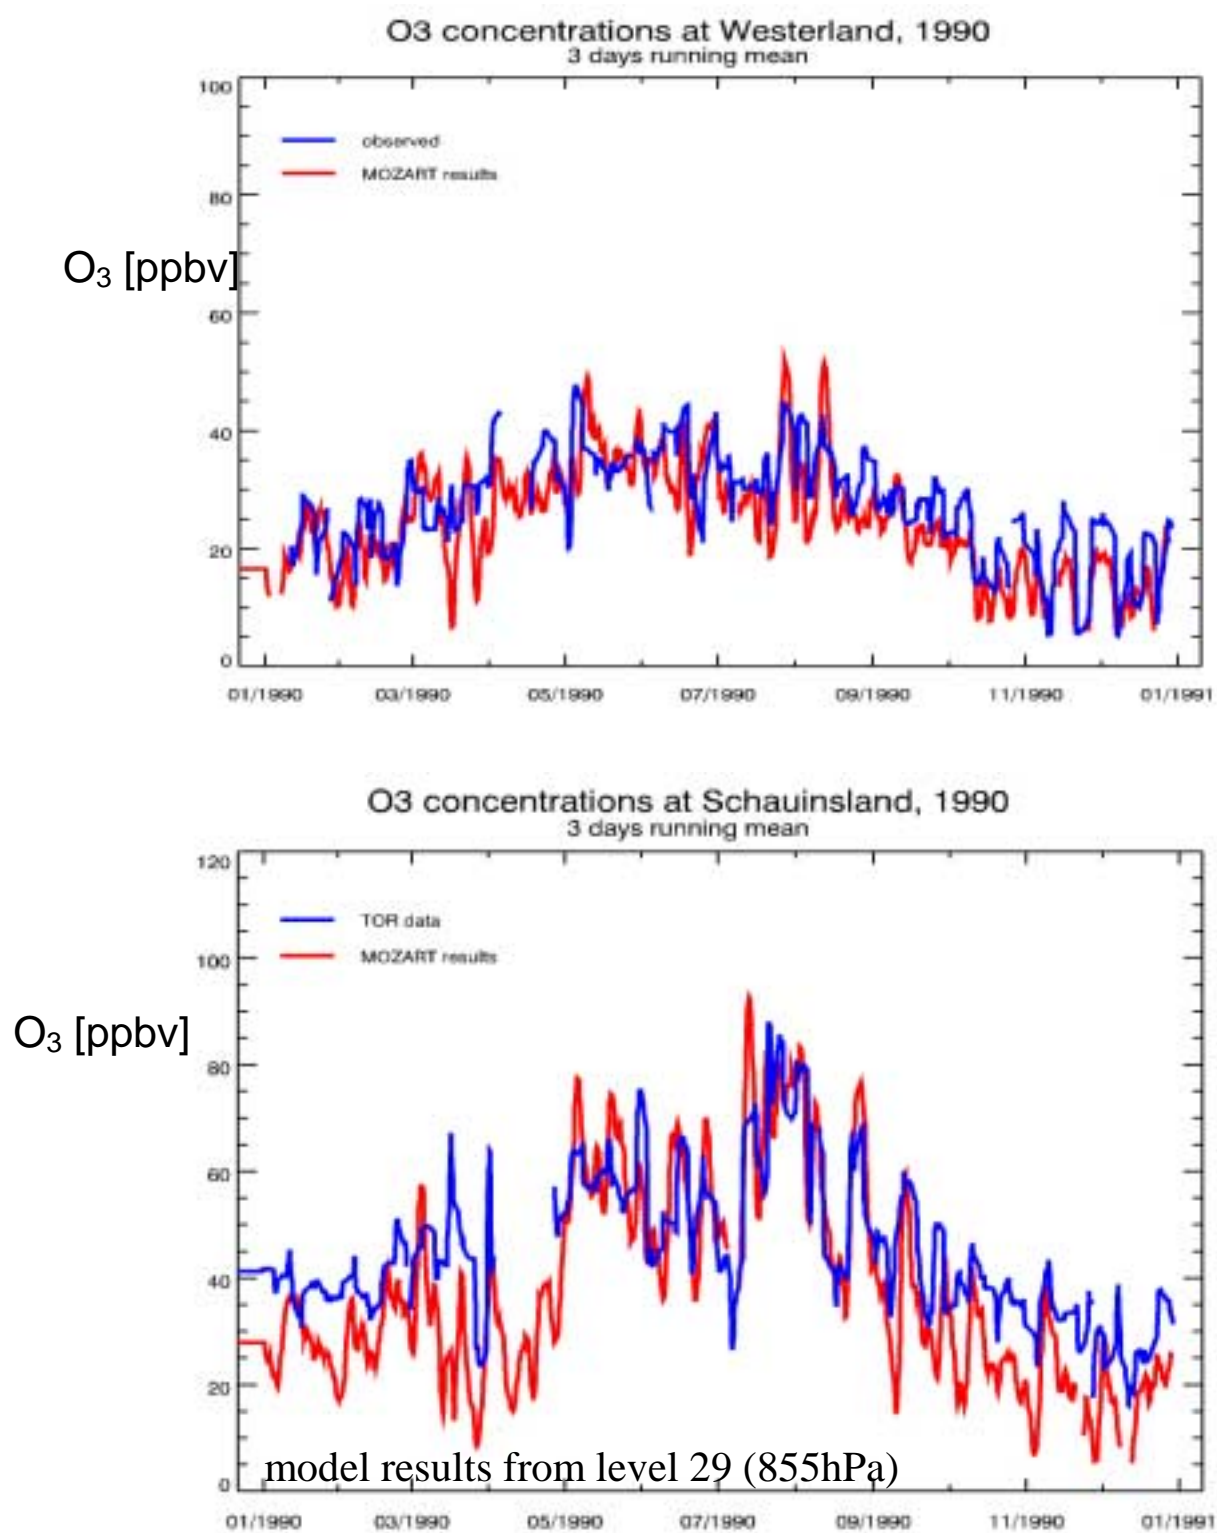 O3 concentrations at Westerland, 1990
3 days running mean
100
observed
MOZART results
80
O₃ [ppbv]
60
40
20
0
01/1990 03/1990 05/1990 07/1990 09/1990 11/1990 01/1991
O3 concentrations at Schauinsland, 1990
3 days running mean
120
TOR data
MOZART results
100
O₃ [ppbv]
80
60
40
20
model results from level 29 (855hPa)
0
01/1990 03/1990 05/1990 07/1990 09/1990 11/1990 01/1991